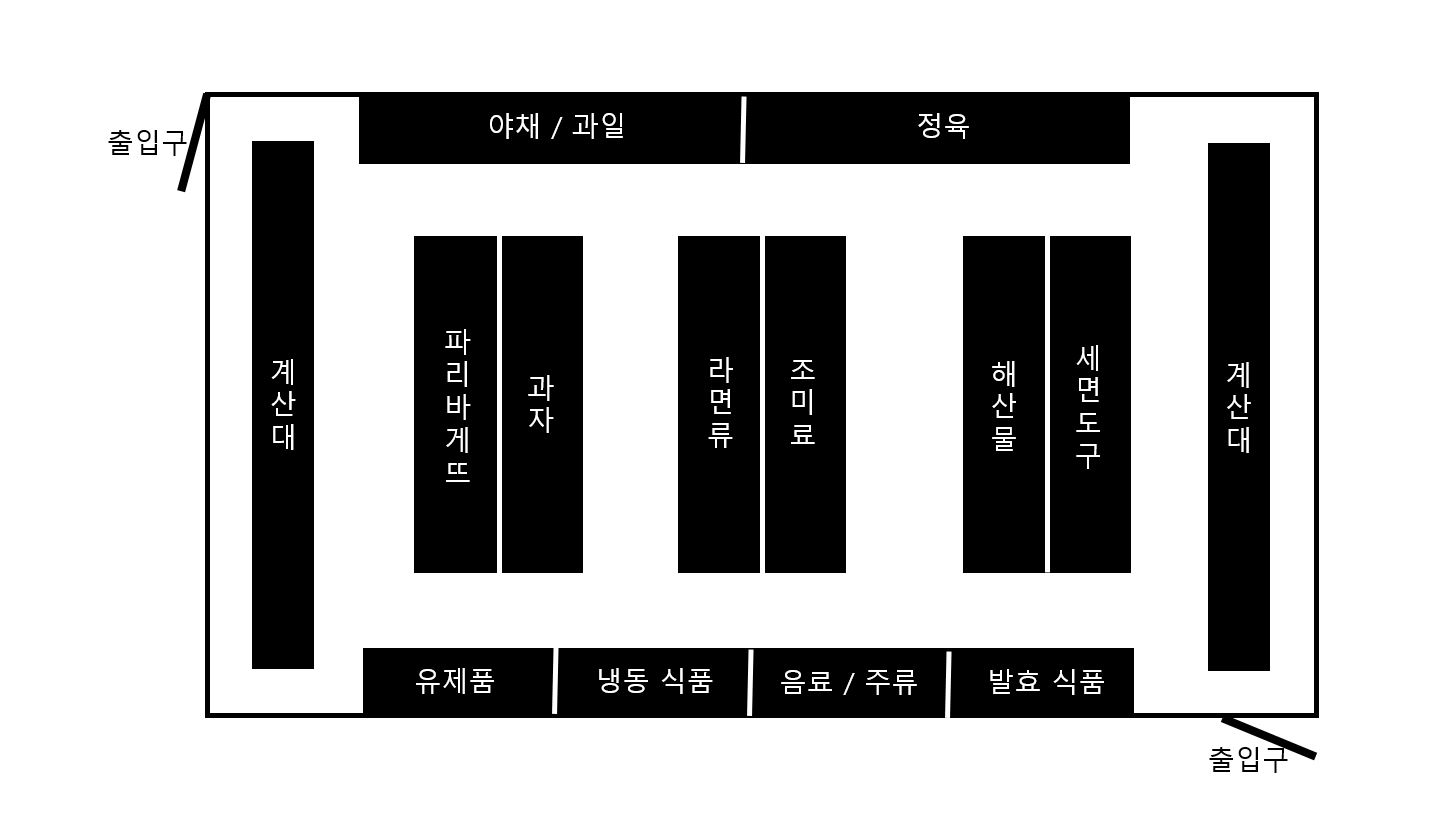 출입구
야채 / 과일
정육
계산대
파리바게뜨
과자
라면류
조미료
해산물
세면도구
계산대
유제품
냉동 식품
음료 / 주류
발효 식품
출입구